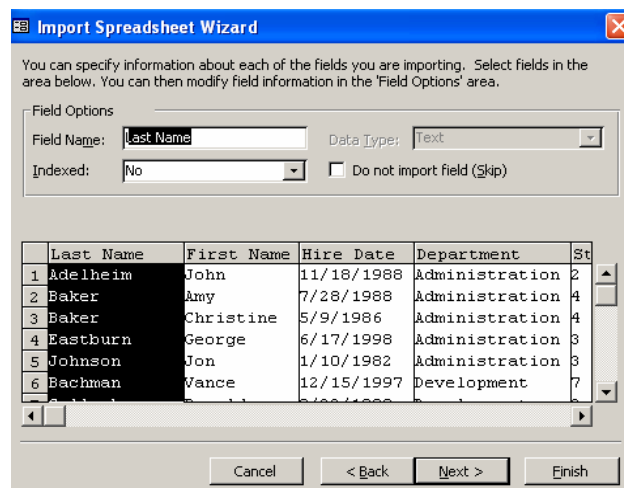 Import Spreadsheet Wizard
You can specify information about each of the fields you are importing. Select fields in the
area below. You can then modify field information in the 'Field Options' area.
Field Options
Field Name: Last Name Data Type: Text
Indexed: No Do not import field (Skip)
Last Name First Name Hire Date Department St
1 Adelheim John 11/18/1988 Administration 2
2 Baker Amy 7/28/1988 Administration 4
3 Baker Christine 5/9/1986 Administration 4
4 Eastburn George 6/17/1998 Administration 3
5 Johnson Jon 1/10/1982 Administration 3
6 Bachman Vance 12/15/1997 Development 7
Cancel < Back Next > Finish